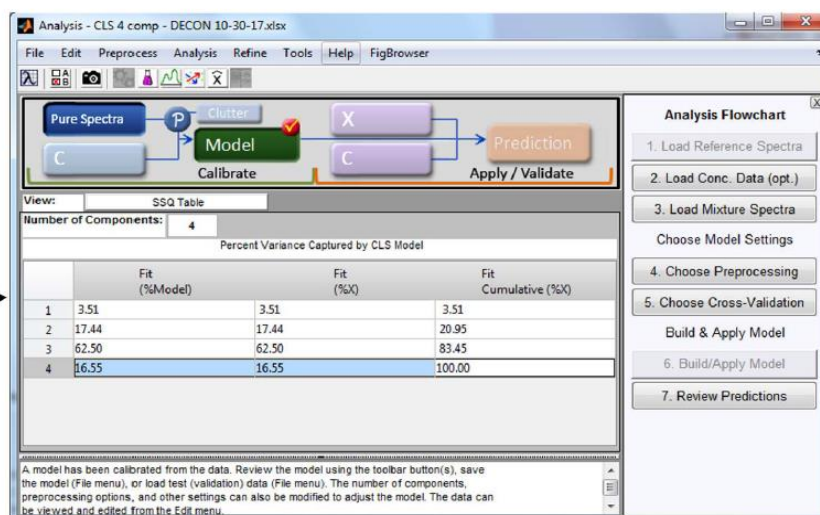 Analysis - CLS 4 comp - DECON 10-30-17.xlsx
File Edit Preprocess Analysis Refine Tools Help FigBrowser
Pure Spectra
P
Clutter
C
Model
Calibrate
X
C
Prediction
Apply / Validate
View: SSQ Table
Number of Components: 4
Percent Variance Captured by CLS Model
Fit Fit Fit
(%Model) (%X) Cumulative (%X)
1 3.51 3.51 3.51
2 17.44 17.44 20.95
3 62.50 62.50 83.45
4 16.55 16.55 100.00
A model has been calibrated from the data. Review the model using the toolbar button(s), save
the model (File menu), or load test (validation) data (File menu). The number of components,
preprocessing options, and other settings can also be modified to adjust the model. The data can
be viewed and edited from the Edit menu.
Analysis Flowchart
1. Load Reference Spectra
2. Load Conc. Data (opt.)
3. Load Mixture Spectra
Choose Model Settings
4. Choose Preprocessing
5. Choose Cross-Validation
Build & Apply Model
6. Build/Apply Model
7. Review Predictions